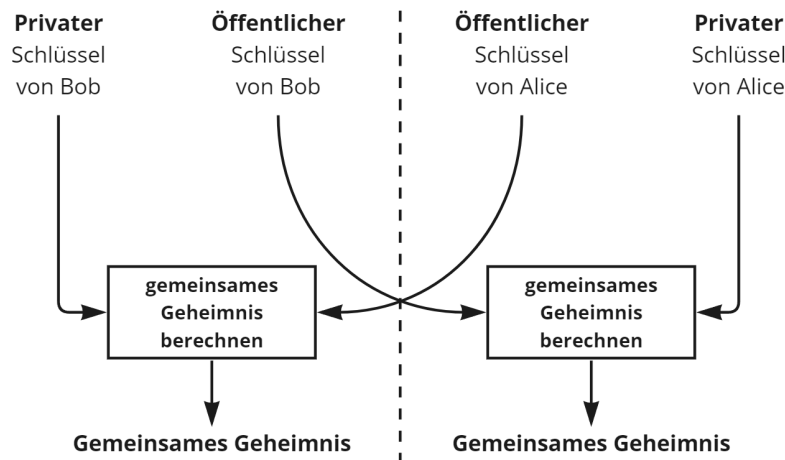 Privater
Schlüssel
von Bob
Öffentlicher
Schlüssel
von Bob
Öffentlicher
Schlüssel
von Alice
Privater
Schlüssel
von Alice
gemeinsames
Geheimnis
berechnen
gemeinsames
Geheimnis
berechnen
Gemeinsames Geheimnis
Gemeinsames Geheimnis